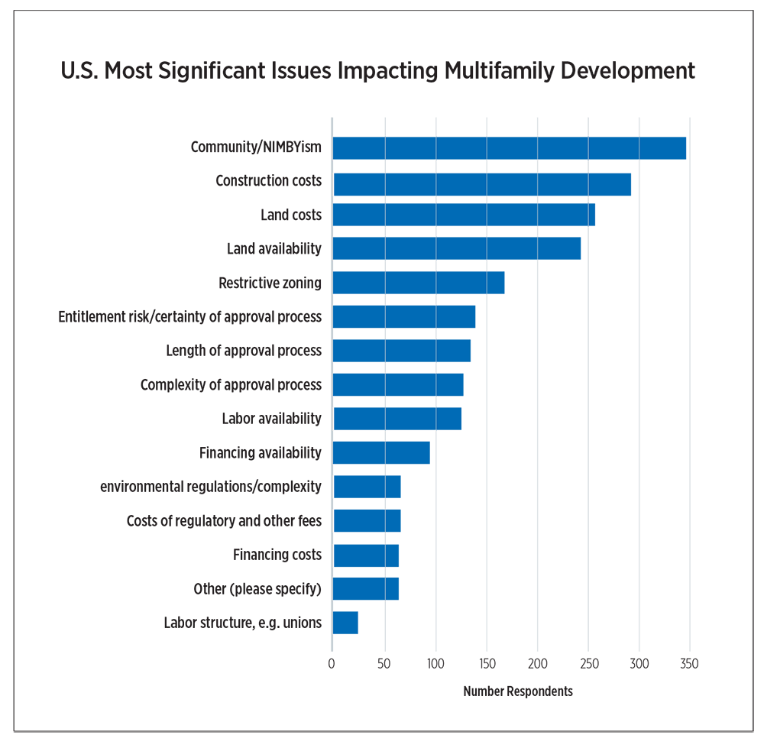 U.S. Most Significant Issues Impacting Multifamily Development
Community/NIMBYism
Construction costs
Land costs
Land availability
Restrictive zoning
Entitlement risk/certainty of approval process
Length of approval process
Complexity of approval process
Labor availability
Financing availability
environmental regulations/complexity
Costs of regulatory and other fees
Financing costs
Other (please specify)
Labor structure, e.g. unions
0 50 100 150 200 250 300 350
Number Respondents